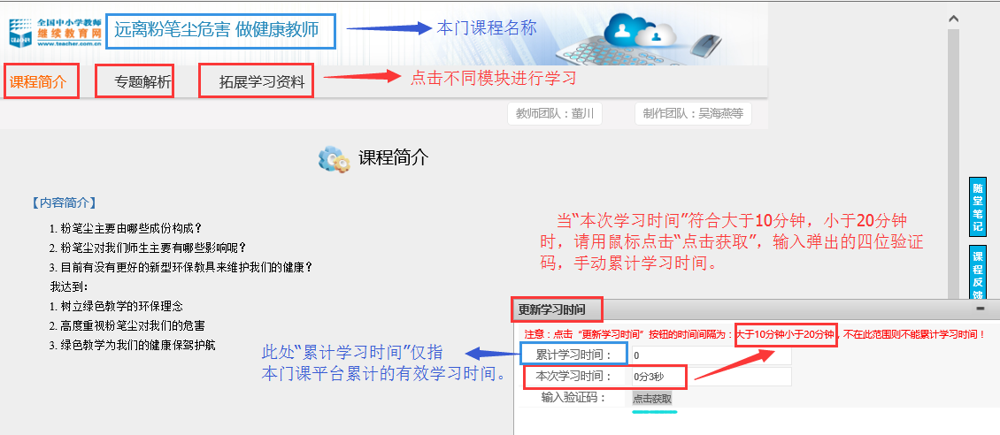 全国中小学教师
继续教育网
www.teacher.com.cn
TEACHER
远离粉笔尘危害 做健康教师
本门课程名称
课程简介
专题解析
拓展学习资料
点击不同模块进行学习
教师团队：董川
制作团队：吴海燕等
课程简介
【内容简介】
1. 粉笔尘主要由哪些成份构成？
2. 粉笔尘对我们师生主要有哪些影响呢？
3. 目前有没有更好的新型环保教具来维护我们的健康？
我达到：
1. 树立绿色教学的环保理念
2. 高度重视粉笔尘对我们的危害
3. 绿色教学为我们的健康保驾护航
当“本次学习时间”符合大于10分钟，小于20分钟
时，请用鼠标点击“点击获取”，输入弹出的四位验证
码，手动累计学习时间。
随堂笔记
课程反馈
更新学习时间
注意：点击“更新学习时间”按钮的时间间隔为：大于10分钟小于20分钟，不在此范围则不能累计学习时间！
累计学习时间： 0
本次学习时间： 0分3秒
输入验证码： 点击获取
此处“累计学习时间”仅指
本门课平台累计的有效学习时间。